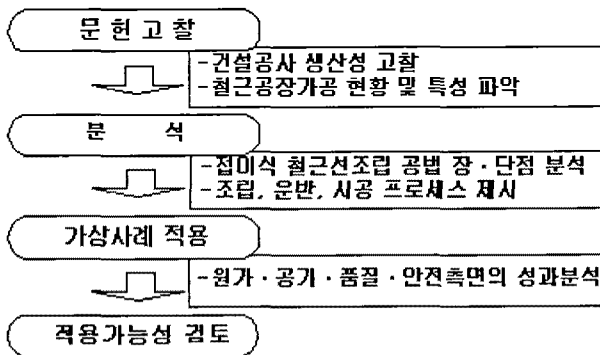 문 헌 고 찰
-건설공사 생산성 고찰
-철근공장가공 현황 및 특성 파악
분 석
-접이식 철근선조립 공법 장 · 단점 분석
-조립, 운반, 시공 프로세스 제시
가상사례 적용
-원가 · 공기 · 품질 · 안전측면의 성과분석
적용가능성 검토